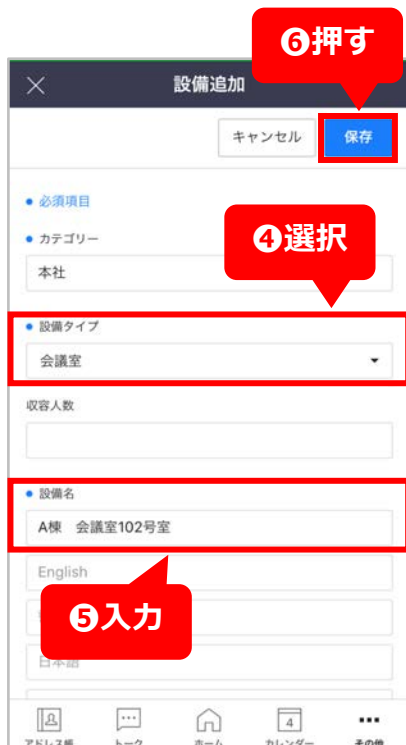 ❻押す
設備追加
キャンセル
保存
必須項目
カテゴリー
❹選択
本社
設備タイプ
会議室
収容人数
設備名
A棟 会議室102号室
English
❺入力
日本語
4
アドレス帳
トーク
ホーム
カレンダー
その他